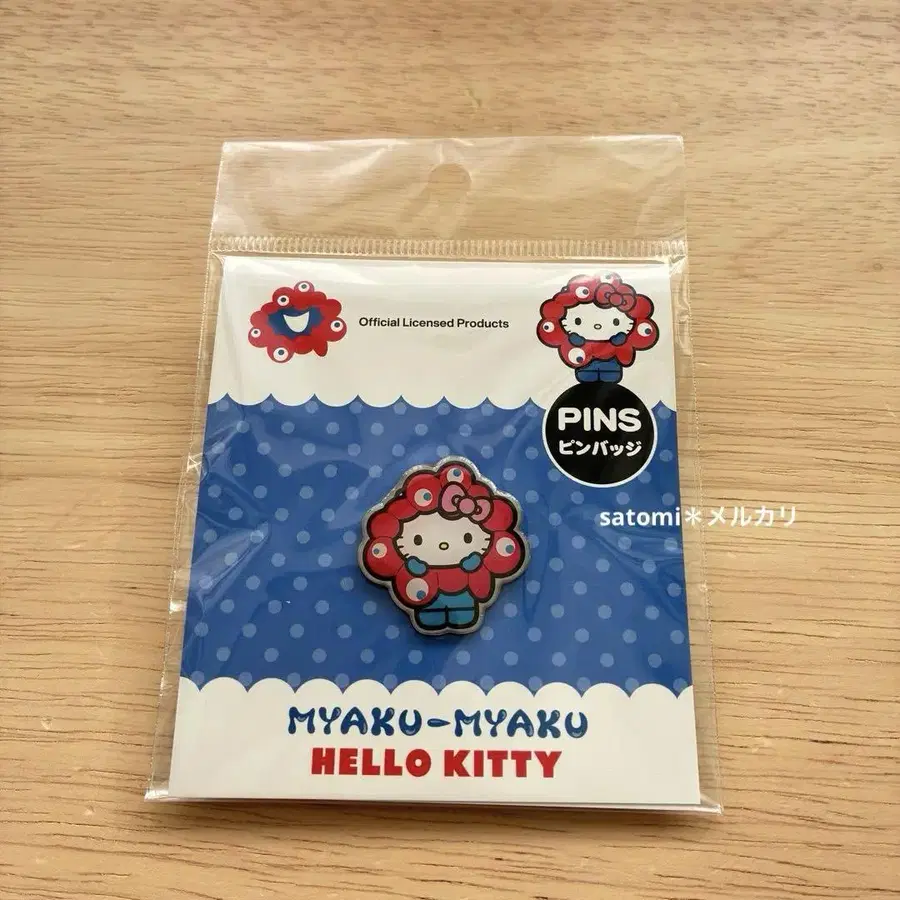 Official Licensed Products
PINS
ピンバッジ
satomi＊メルカリ
MYAKU-MYAKU
HELLO KITTY